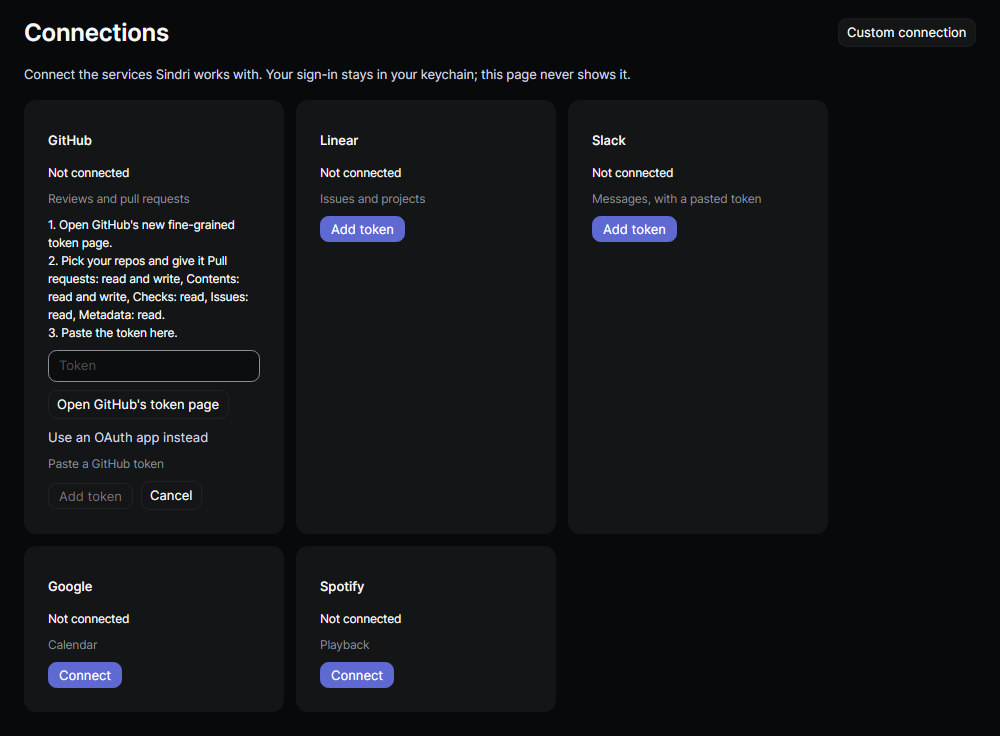 Connections
Custom connection
Connect the services Sindri works with. Your sign-in stays in your keychain; this page never shows it.
GitHub
Not connected
Reviews and pull requests
1. Open GitHub's new fine-grained
token page.
2. Pick your repos and give it Pull
requests: read and write, Contents:
read and write, Checks: read, Issues:
read, Metadata: read.
3. Paste the token here.
Token
Open GitHub's token page
Use an OAuth app instead
Paste a GitHub token
Add token
Cancel
Linear
Not connected
Issues and projects
Add token
Slack
Not connected
Messages, with a pasted token
Add token
Google
Not connected
Calendar
Connect
Spotify
Not connected
Playback
Connect